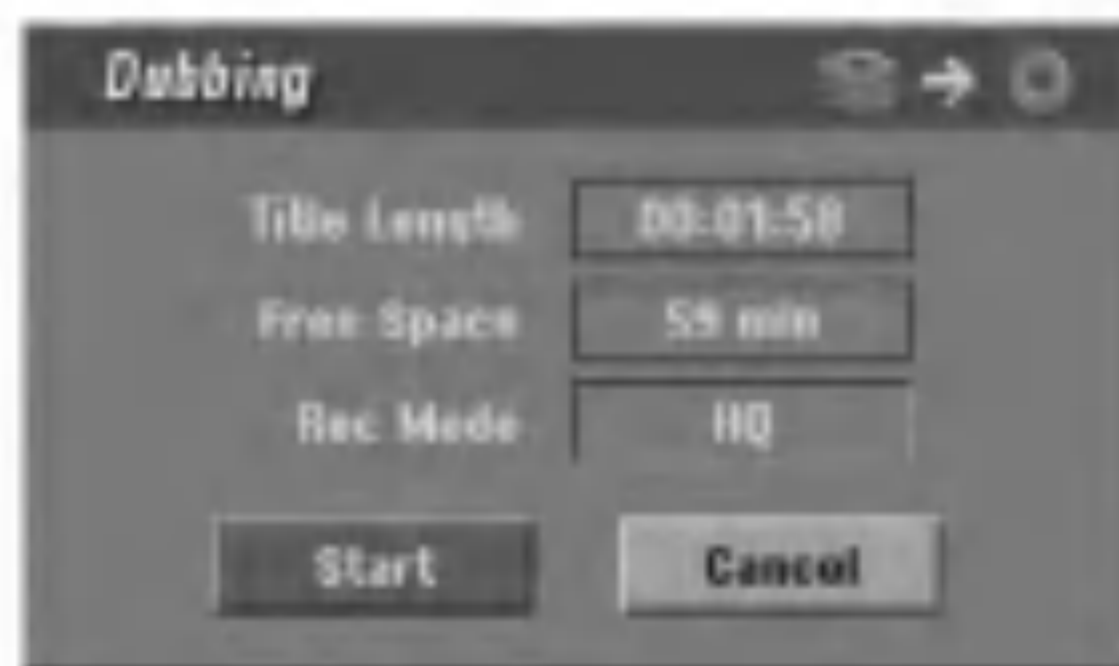 Dubbing
Title Length 00:01:58
Free Space 59 min
Rec Mode HQ
Start Cancel